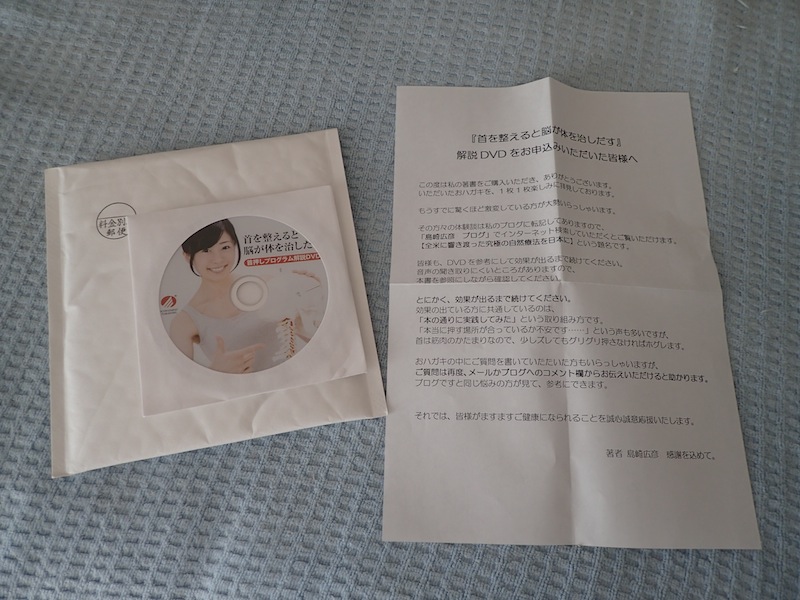 料金別
郵便
首を整えると
脳が体を治した
首押しプログラム解説DVD
『首を整えると脳が体を治しだす』
解説DVDをお申込みいただいた皆様へ
この度は私の著書をご購入いただき、ありがとうございます。
いただいたおハガキを、1枚1枚楽しみに拝見しております。
もうすでに驚くほど激変している方が大勢いらっしゃいます。
その方々の体験談は私のブログに転記してありますので、
「島﨑広彦 ブログ」でインターネット検索していただくとご覧いただけます。
【全米に響き渡った究極の自然療法を日本に】という題名です。
皆様も、DVDを参考にして効果が出るまで続けてください。
音声の聞き取りにくいところがありますので、
本書を参照にしながら確認してください。
とにかく、効果が出るまで続けてください。
効果の出ている方に共通しているのは、
「本の通りに実践してみた」という取り組み方です。
「本当に押す場所が合っているか不安です……」という声も多いですが、
首は筋肉のかたまりなので、少しズレてもグリグリ押さなければホグします。
おハガキの中にご質問を書いていただいた方もいらっしゃいますが、
ご質問は再度、メールかブログへのコメント欄からお伝えいただけると助かります。
ブログですと同じ悩みの方が見て、参考にできます。
それでは、皆様がますますご健康になられることを誠心誠意応援いたします。
著者 島﨑広彦 感謝を込めて。